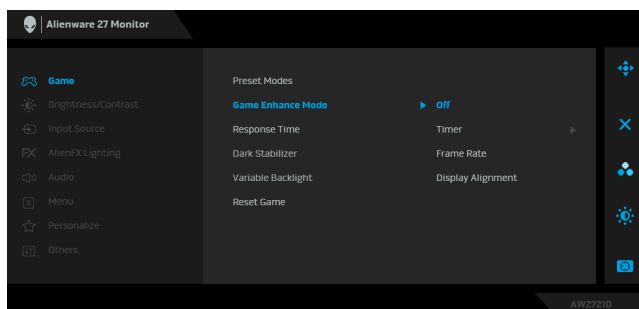 Alienware 27 Monitor
Game
Brightness/Contrast
Input Source
AlienFX Lighting
Audio
Menu
Personalize
Others
Preset Modes
Game Enhance Mode
Response Time
Dark Stabilizer
Variable Backlight
Reset Game
Off
Timer
Frame Rate
Display Alignment
AW2721D